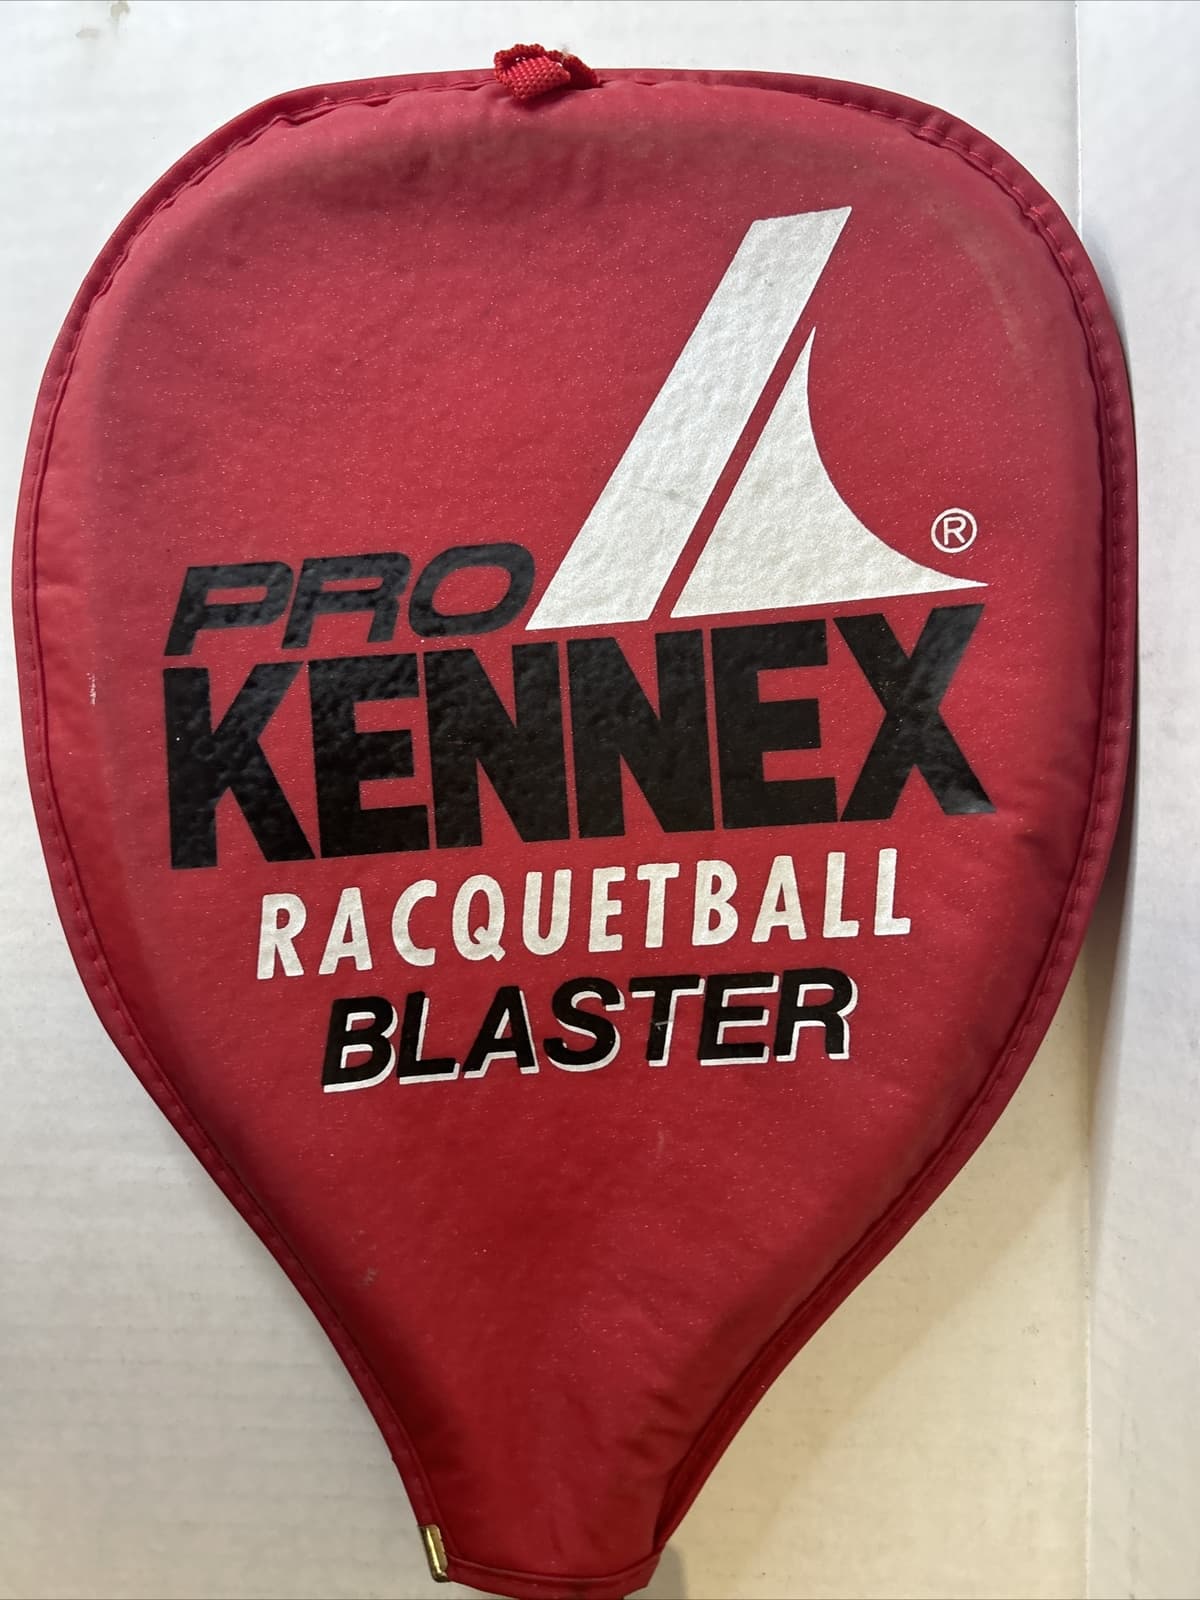 PRO
®
KENNEX
RACQUETBALL
BLASTER